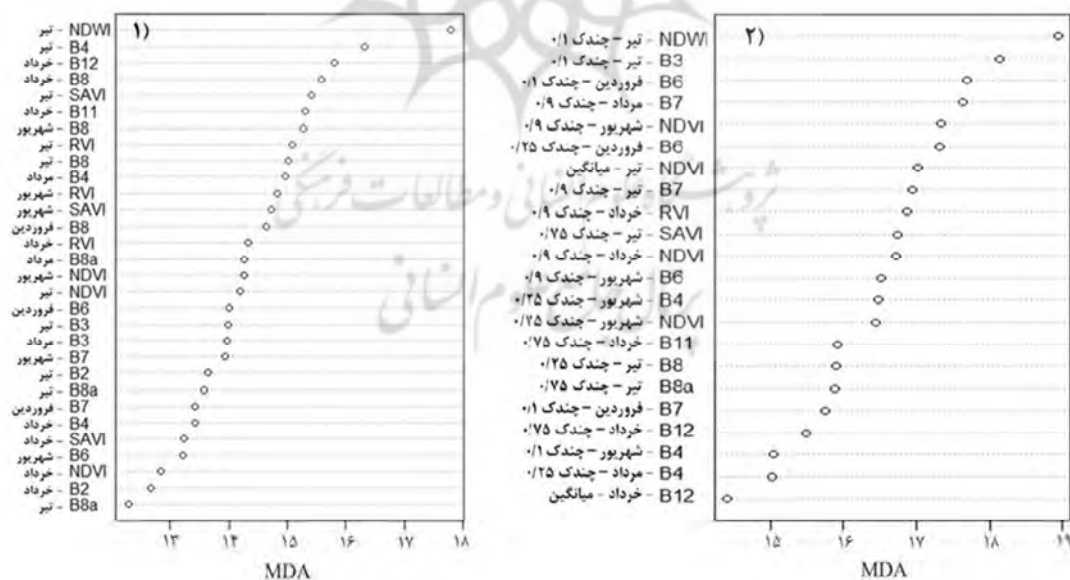 ۱)
تیر - NDWI
تیر - B4
خرداد - B12
خرداد - B8
تیر - SAVI
خرداد - B11
شهریور - B8
تیر - RVI
تیر - B8
مرداد - B4
شهریور - RVI
شهریور - SAVI
فروردین - B8
خرداد - RVI
مرداد - B8a
شهریور - NDVI
تیر - NDVI
فروردین - B6
تیر - B3
مرداد - B3
شهریور - B7
تیر - B2
تیر - B8a
فروردین - B7
خرداد - B4
خرداد - SAVI
شهریور - B6
خرداد - NDVI
خرداد - B2
تیر - B8a
۱۳ ۱۴ ۱۵ ۱۶ ۱۷ ۱۸
MDA
۲)
تیر - چندک ۰/۱ - NDWI
تیر - چندک ۰/۱ - B3
فروردین - چندک ۰/۱ - B6
مرداد - چندک ۰/۹ - B7
شهریور - چندک ۰/۹ - NDVI
فروردین - چندک ۰/۲۵ - B6
تیر - میانگین - NDVI
تیر - چندک ۰/۹ - B7
خرداد - چندک ۰/۹ - RVI
تیر - چندک ۰/۷۵ - SAVI
خرداد - چندک ۰/۹ - NDVI
شهریور - چندک ۰/۹ - B6
شهریور - چندک ۰/۲۵ - B4
شهریور - چندک ۰/۲۵ - NDVI
خرداد - چندک ۰/۷۵ - B11
تیر - چندک ۰/۲۵ - B8
تیر - چندک ۰/۷۵ - B8a
فروردین - چندک ۰/۱ - B7
خرداد - چندک ۰/۷۵ - B12
شهریور - چندک ۰/۱ - B4
مرداد - چندک ۰/۲۵ - B4
خرداد - میانگین - B12
۱۵ ۱۶ ۱۷ ۱۸ ۱۹
MDA
پژوهشگاه علوم انسانی و مطالعات فرهنگی
پرتال جامع علوم انسانی